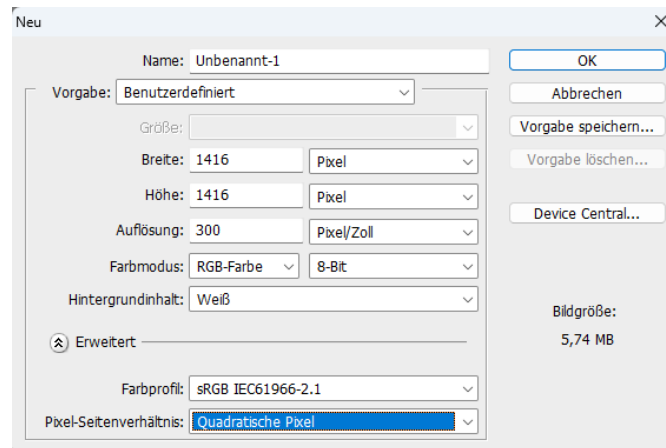 Neu
Name: Unbenannt-1
OK
Vorgabe: Benutzerdefiniert
Abbrechen
Größe:
Vorgabe speichern...
Breite: 1416 Pixel
Vorgabe löschen...
Höhe: 1416 Pixel
Device Central...
Auflösung: 300 Pixel/Zoll
Farbmodus: RGB-Farbe 8-Bit
Hintergrundinhalt: Weiß
Bildgröße:
Erweitert
5,74 MB
Farbprofil: sRGB IEC61966-2.1
Pixel-Seitenverhältnis: Quadratische Pixel